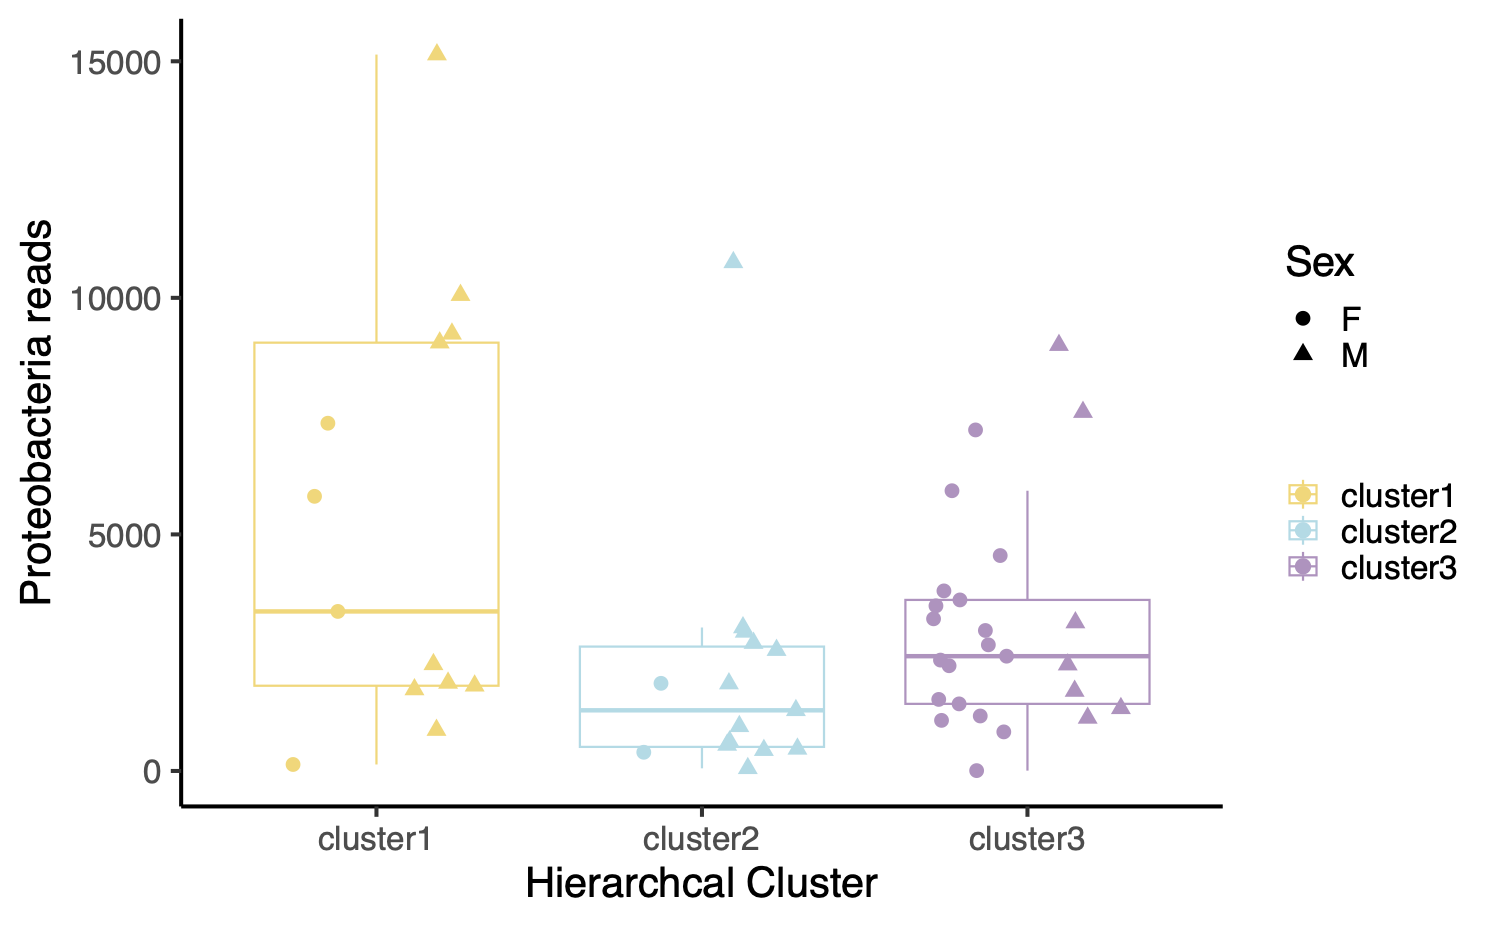 Proteobacteria reads
15000
10000
5000
0
cluster1
cluster2
cluster3
Hierarchcal Cluster
Sex
F
M
cluster1
cluster2
cluster3